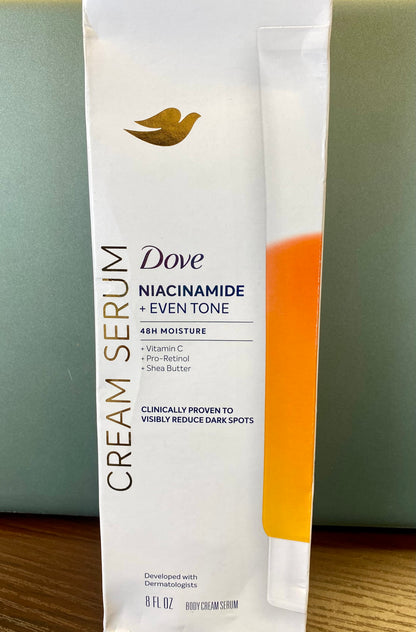 CREAM SERUM
Dove
NIACINAMIDE
+ EVEN TONE
48H MOISTURE
+ Vitamin C
+ Pro-Retinol
+ Shea Butter
CLINICALLY PROVEN TO
VISIBLY REDUCE DARK SPOTS
Developed with
Dermatologists
8 FL OZ BODY CREAM SERUM